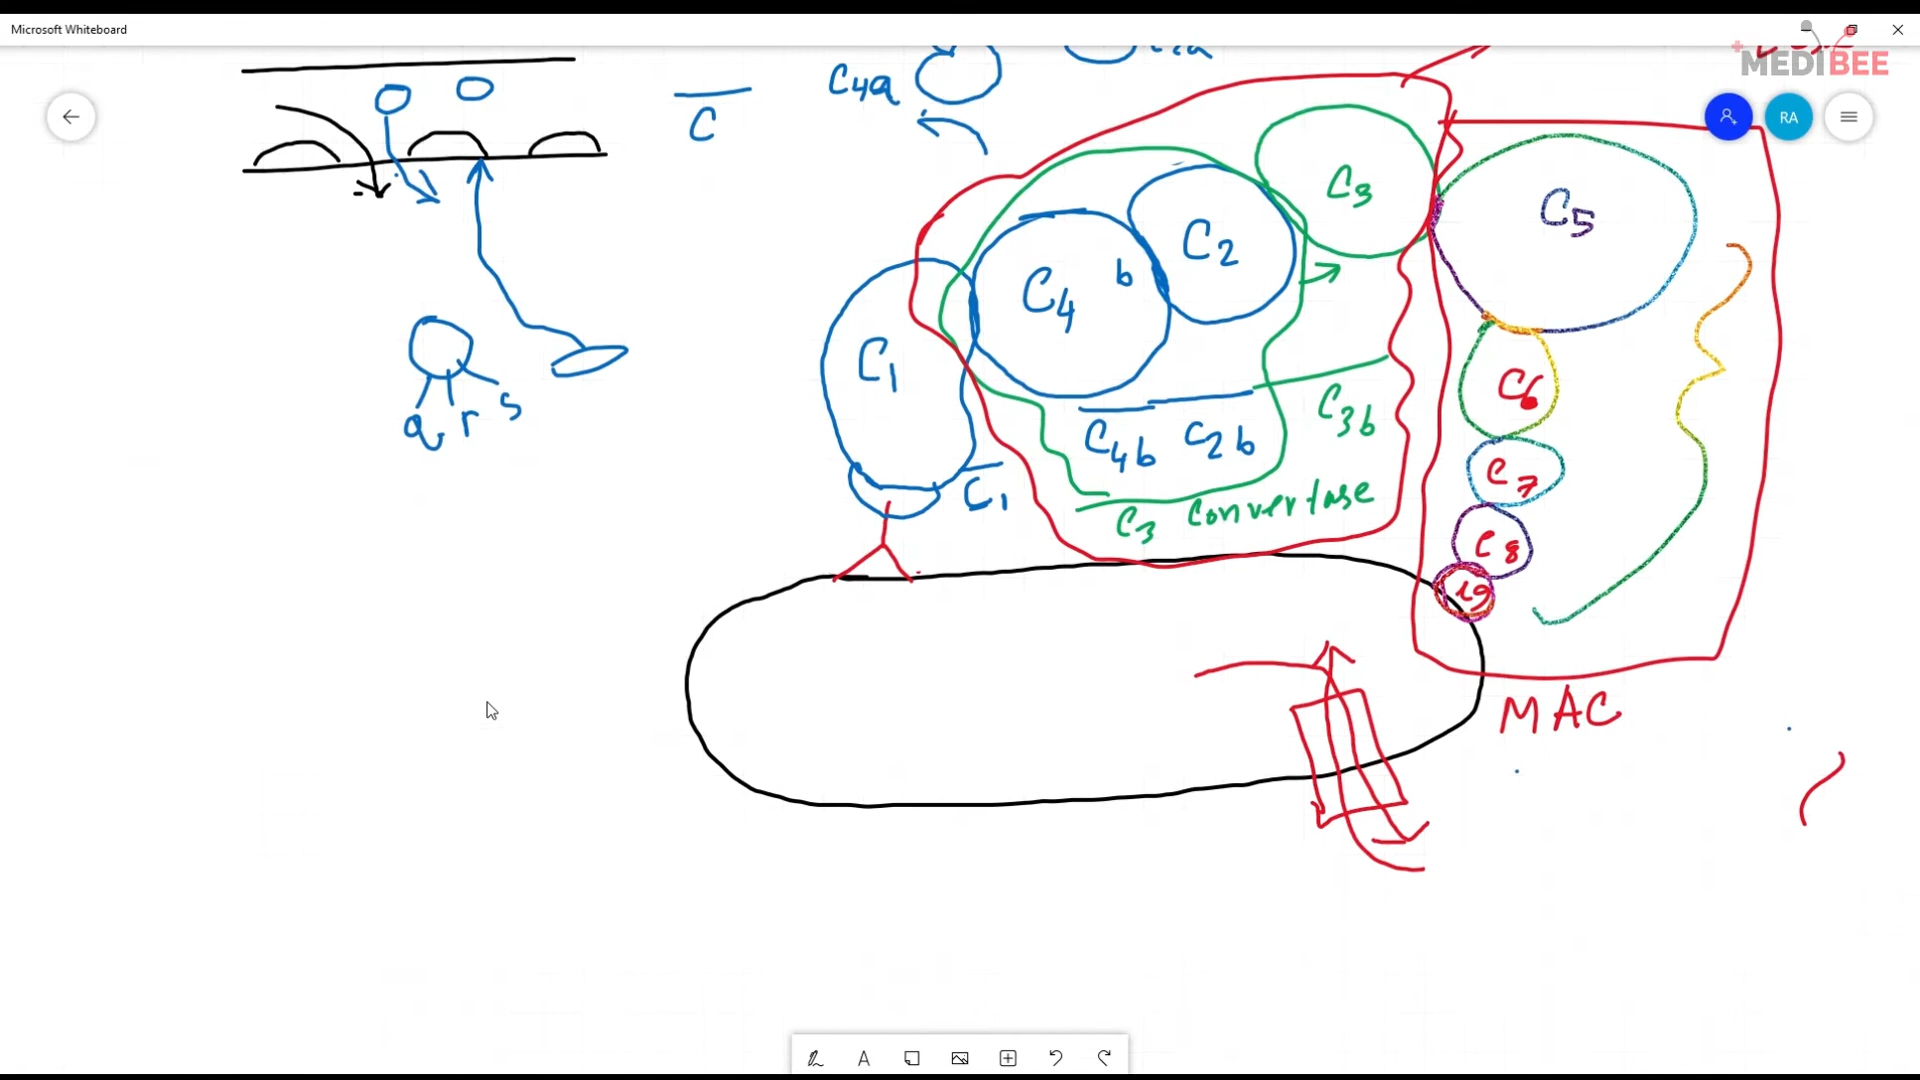 Microsoft Whiteboard
MEDIBEE
RA
C4a
C
C3
C5
C4 b C2
C1
C6
C3b
C4b C2b
q r s
C7
C1
C3 Convertase
C8
C9
MAC
A